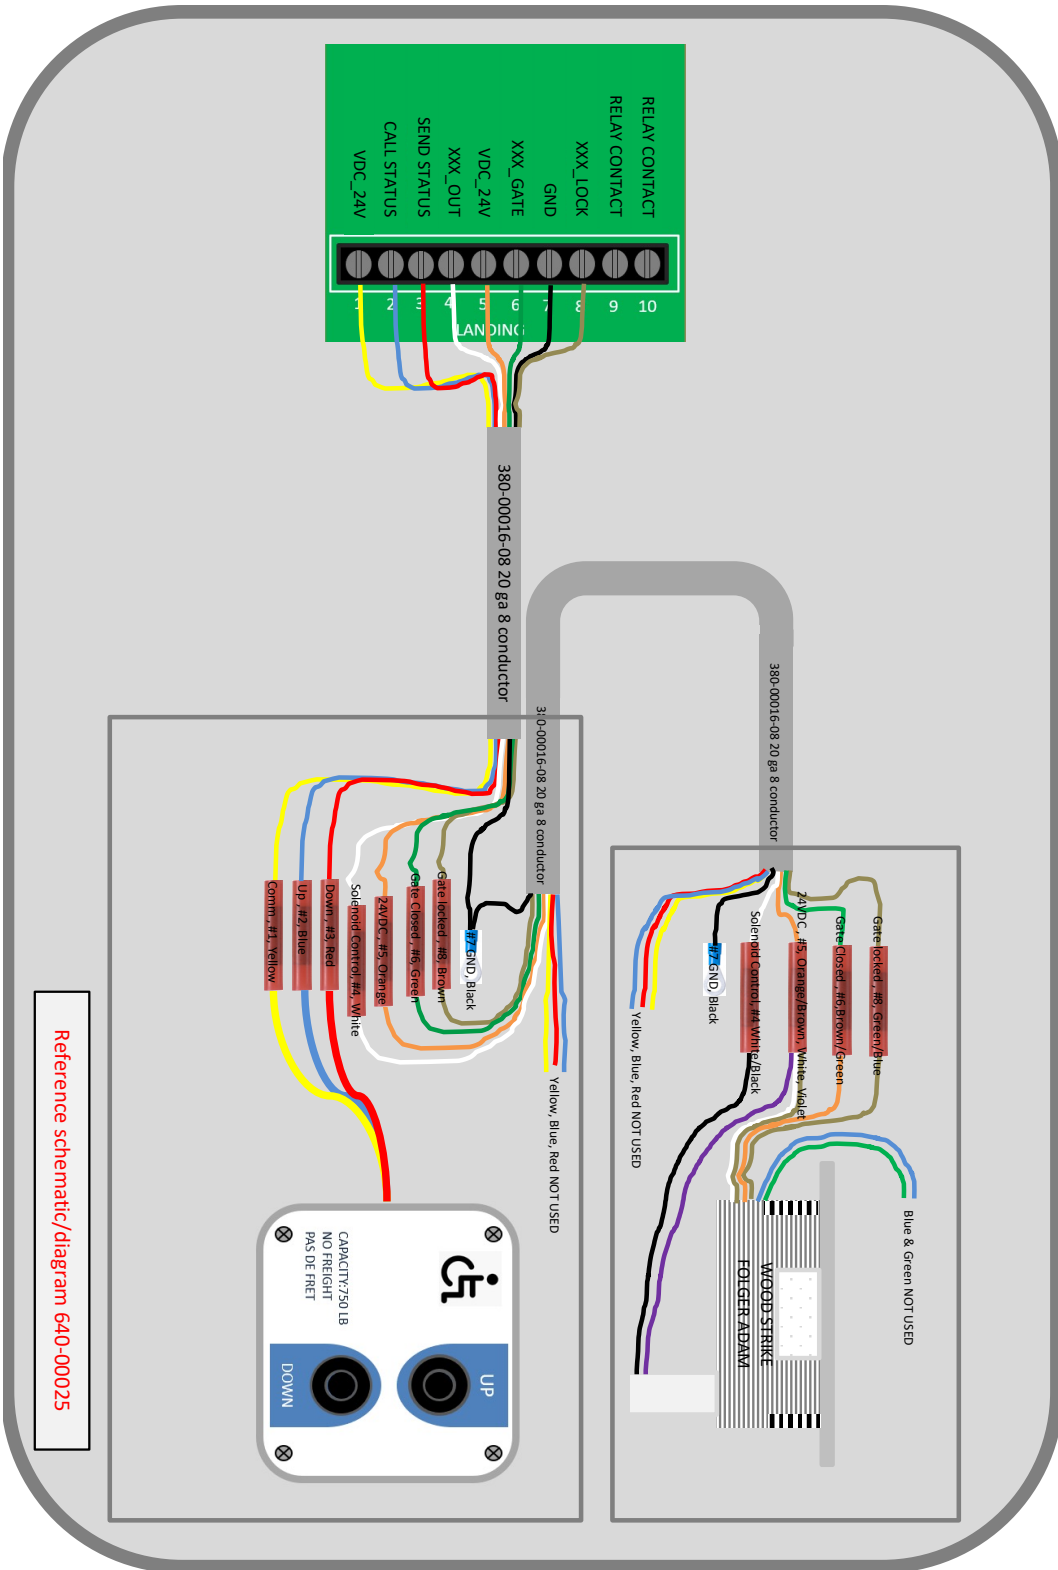 RELAY CONTACT
RELAY CONTACT
XXX_LOCK
GND
XXX_GATE
VDC_24V
XXX_OUT
SEND STATUS
CALL STATUS
VDC_24V
1 2 3 4 5 6 7 8 9 10
LANDING
380-00016-08 20 ga 8 conductor
380-00016-08 20 ga 8 conductor
380-00016-08 20 ga 8 conductor
Gate locked , #8, Green/Blue
Gate Closed , #6,Brown/Green
24VDC , #5, Orange/Brown, White, Violet
Solenoid Control, #4 White/Black
#7 GND, Black
Yellow, Blue, Red NOT USED
Blue & Green NOT USED
WOOD STRIKE
FOLGER ADAM
Yellow, Blue, Red NOT USED
#7 GND, Black
Gate locked , #8, Brown
Gate Closed , #6, Green
24VDC , #5, Orange
Solenoid Control, #4, White
Down , #3, Red
Up , #2, Blue
Comm , #1, Yellow
CAPACITY:750 LB
NO FREIGHT
PAS DE FRET
UP
DOWN
Reference schematic/diagram 640-00025